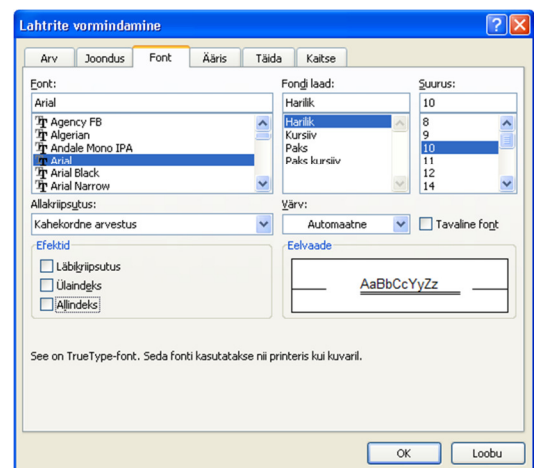 Lahtrite vormindamine
Arv Joondus Font Ääris Täida Kaitse
Font: Fondi laad: Suurus:
Arial Harilik 10
Agency FB Harilik 8
Algerian Kursiiv 9
Andale Mono IPA Paks 10
Arial Paks kursiiv 11
Arial Black 12
Arial Narrow 14
Allakriipsutus: Värv:
Kahekordne arvestus Automaatne Tavaline font
Efektid Eelvaade
Läbikriipsutus
Ülaindeks AaBbCcYyZz
Allindeks
See on TrueType-font. Seda fonti kasutatakse nii printeris kui kuvaril.
OK Loobu